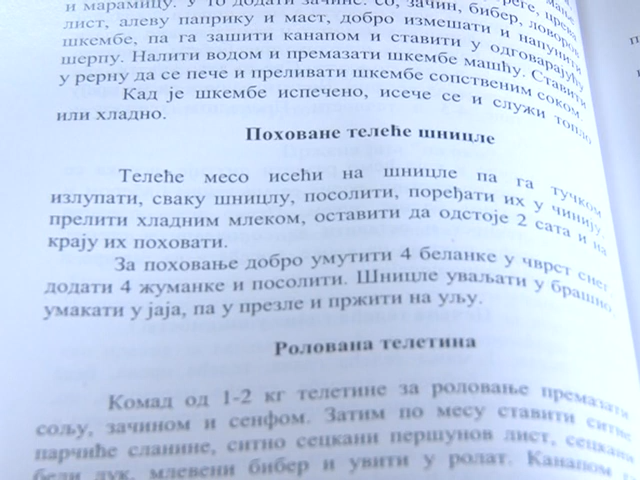 и марамицу. У то додати зачине: со, зачин, бибер, ловоров
лист, алеву паприку и маст, добро измешати и напунити
шкембе, па га зашити канапом и ставити у одговарајућу
шерпу. Налити водом и премазати шкембе машћу. Ставити
у рерну да се пече и преливати шкембе сопственим соком.
Кад је шкембе испечено, исече се и служи топло
или хладно.
Поховане телеће шницле
Телеће месо исећи на шницле па га тучком
излупати, сваку шницлу, посолити, поређати их у чинију,
прелити хладним млеком, оставити да одстоје 2 сата и на
крају их поховати.
За поховање добро умутити 4 беланке у чврст снег
додати 4 жуманке и посолити. Шницле уваљати у брашно
умакати у јаја, па у презле и пржити на уљу.
Ролована телетина
Комад од 1-2 кг телетине за роловање премазати
сољу, зачином и сенфом. Затим по месу ставити ситно
парчиће сланине, ситно сецкани першунов лист, сецкани
бели лук, млевени бибер и увити у ролат. Канапом